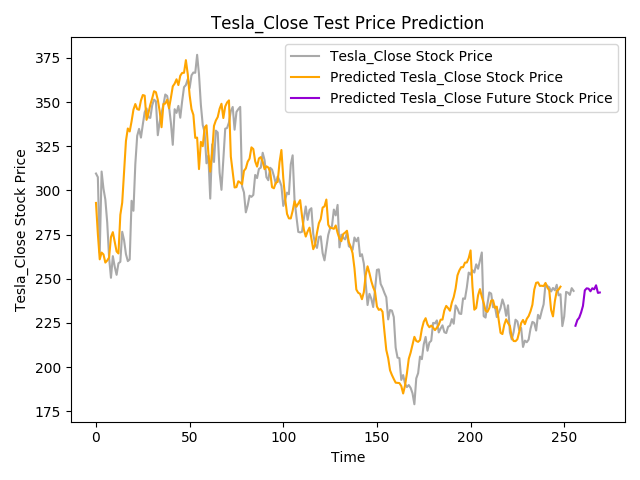 Tesla_Close Test Price Prediction
Tesla_Close Stock Price
Predicted Tesla_Close Stock Price
Predicted Tesla_Close Future Stock Price
Tesla_Close Stock Price
375
350
325
300
275
250
225
200
175
0 50 100 150 200 250
Time